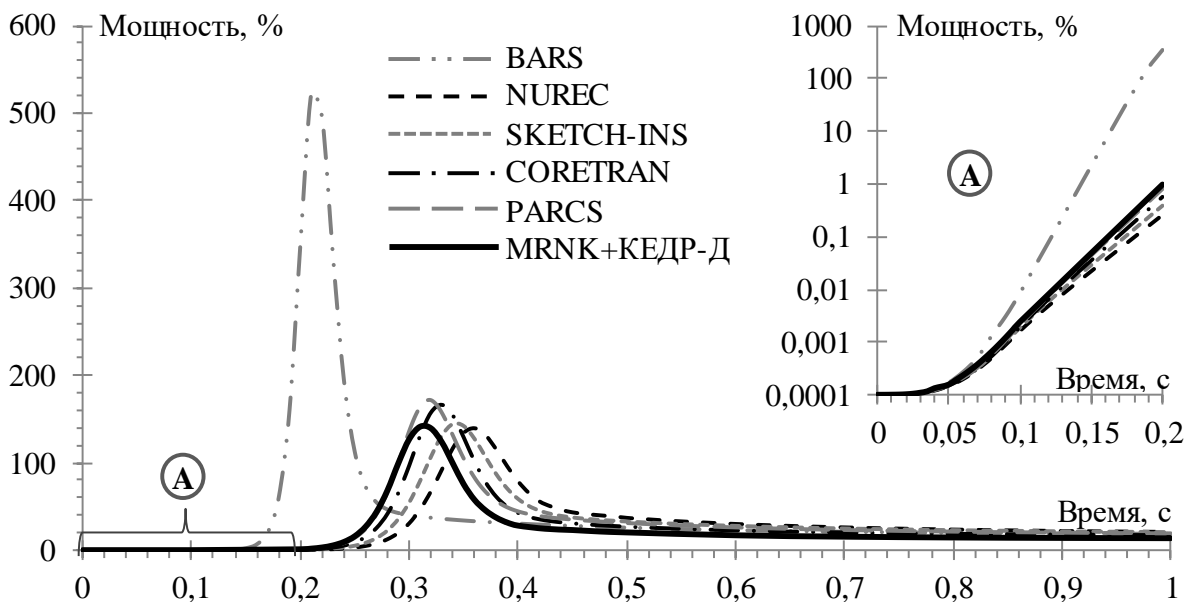 Мощность, %
600
500
400
300
200
100
0
BARS
NUREC
SKETCH-INS
CORETRAN
PARCS
MRNK+КЕДР-Д
A
Время, с
0 0,1 0,2 0,3 0,4 0,5 0,6 0,7 0,8 0,9 1
Мощность, %
1000
100
10
1
0,1
0,01
0,001
0,0001
A
Время, с
0 0,05 0,1 0,15 0,2